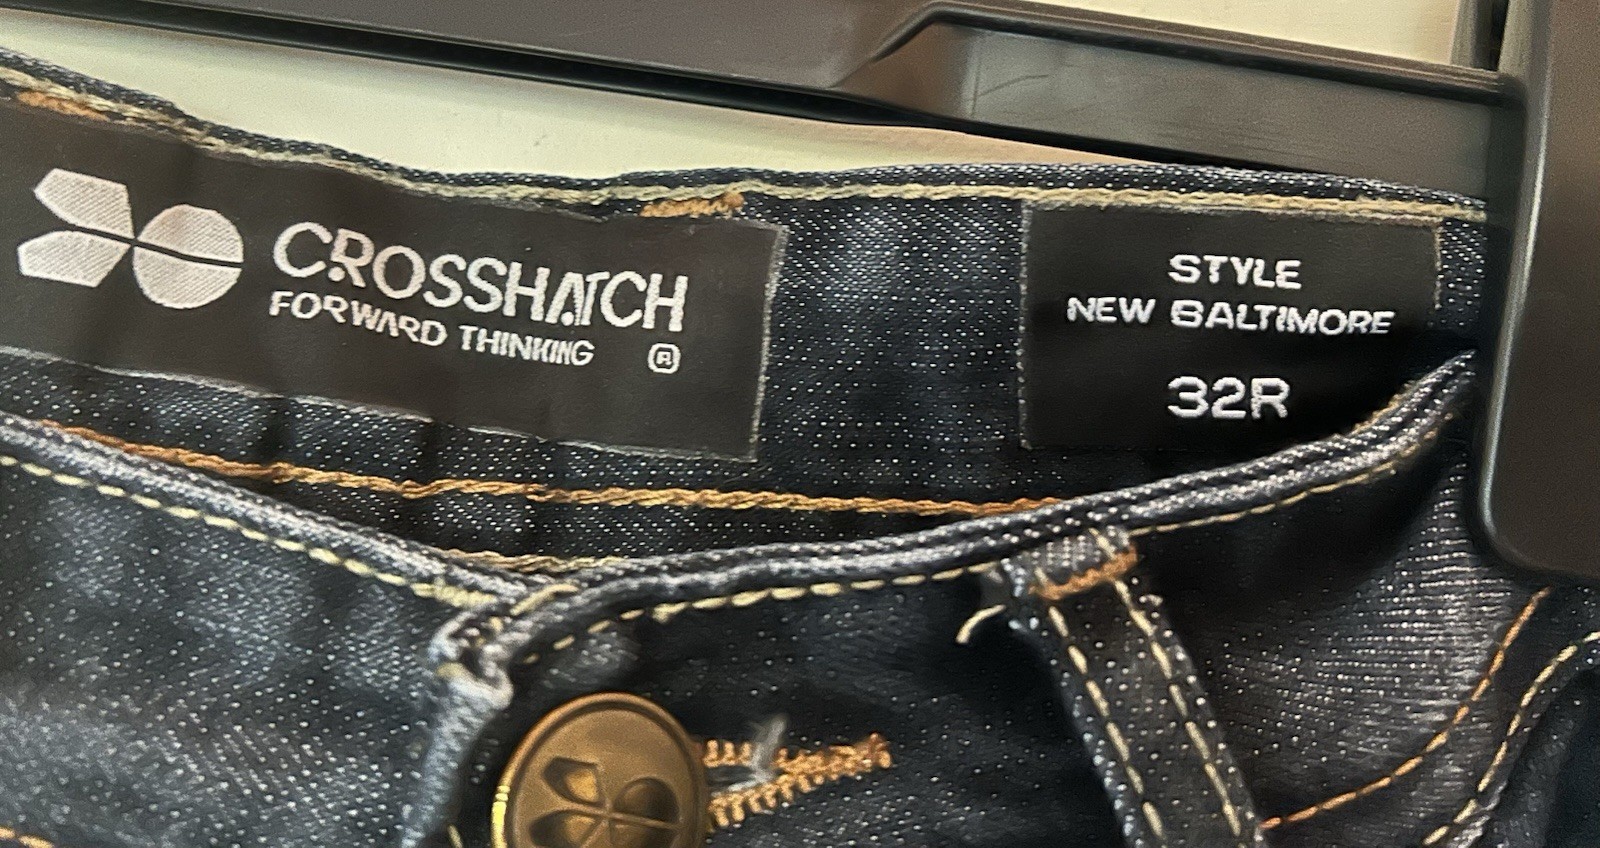 CROSSHATCH
FORWARD THINKING ®
STYLE
NEW BALTIMORE
32R